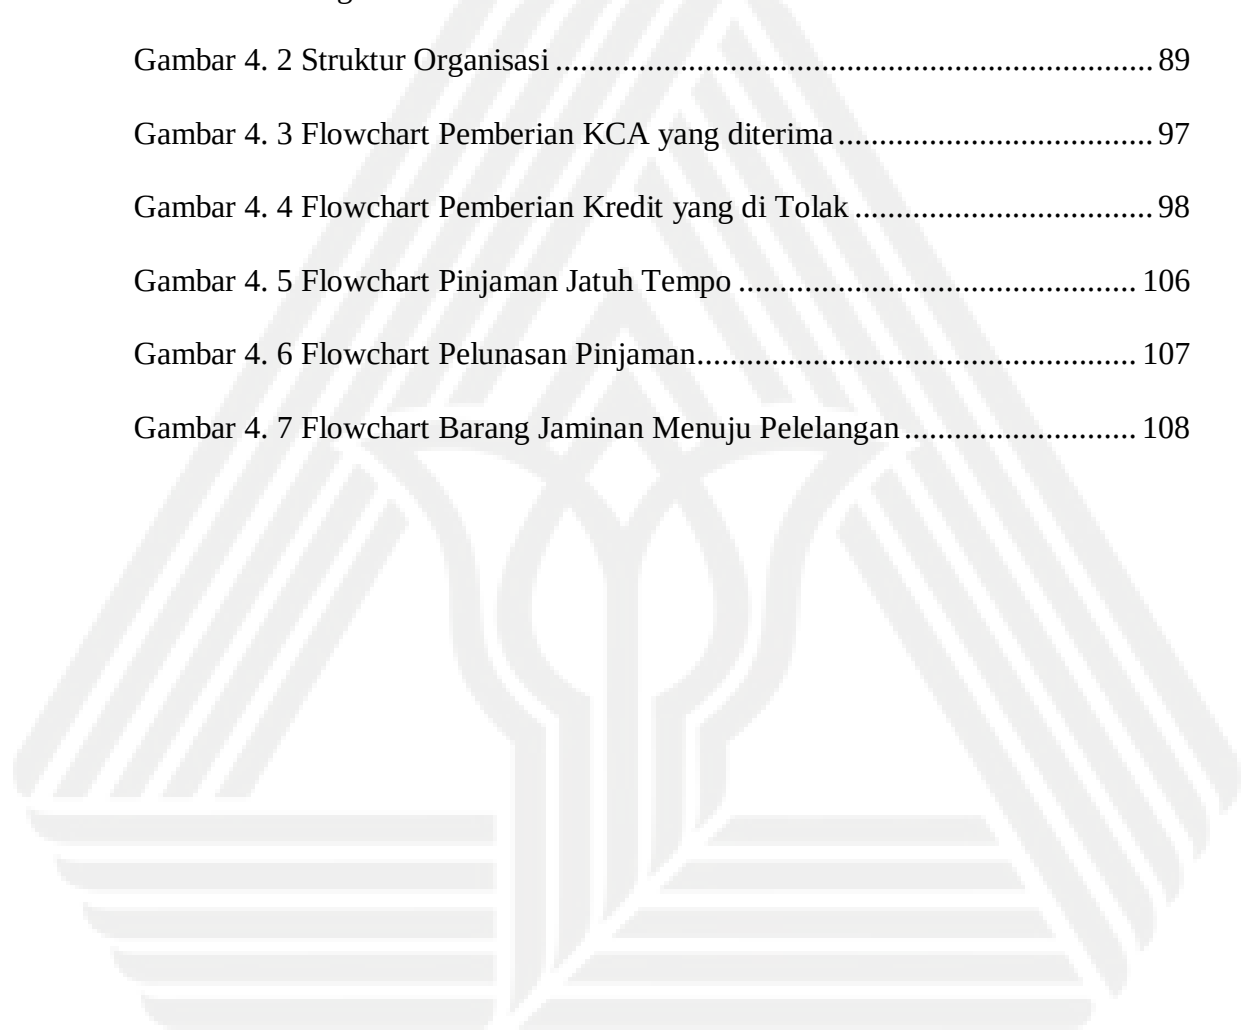 Gambar 4. 2 Struktur Organisasi ........................................................................ 89
Gambar 4. 3 Flowchart Pemberian KCA yang diterima ...................................... 97
Gambar 4. 4 Flowchart Pemberian Kredit yang di Tolak .................................... 98
Gambar 4. 5 Flowchart Pinjaman Jatuh Tempo ................................................ 106
Gambar 4. 6 Flowchart Pelunasan Pinjaman..................................................... 107
Gambar 4. 7 Flowchart Barang Jaminan Menuju Pelelangan ............................ 108